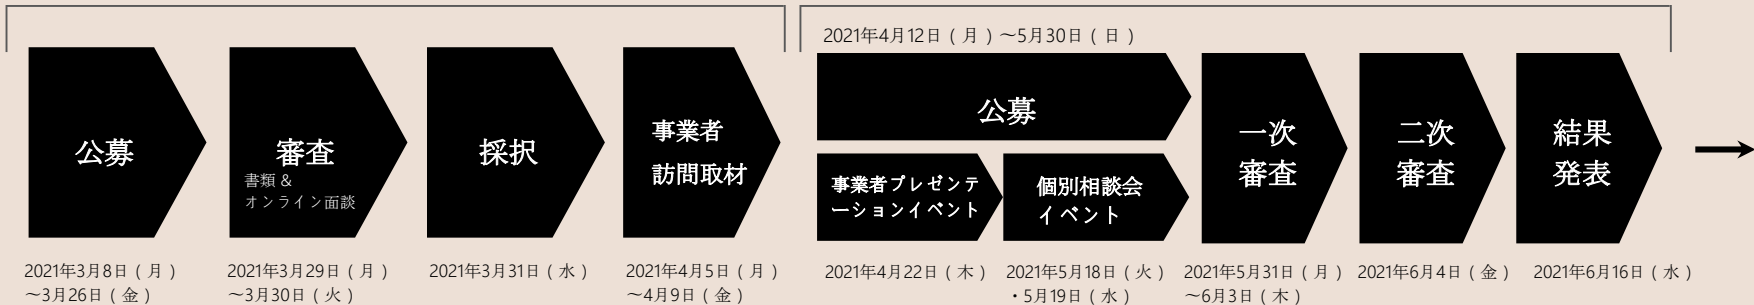 公募
2021年3月8日（月）
〜3月26日（金）
審査
書類 &
オンライン面談
2021年3月29日（月）
〜3月30日（火）
採択
2021年3月31日（水）
事業者
訪問取材
2021年4月5日（月）
〜4月9日（金）
2021年4月12日（月）〜5月30日（日）
公募
事業者プレゼンテ
ーションイベント
2021年4月22日（木）
個別相談会
イベント
2021年5月18日（火）
・5月19日（水）
一次
審査
2021年5月31日（月）
〜6月3日（木）
二次
審査
2021年6月4日（金）
結果
発表
2021年6月16日（水）